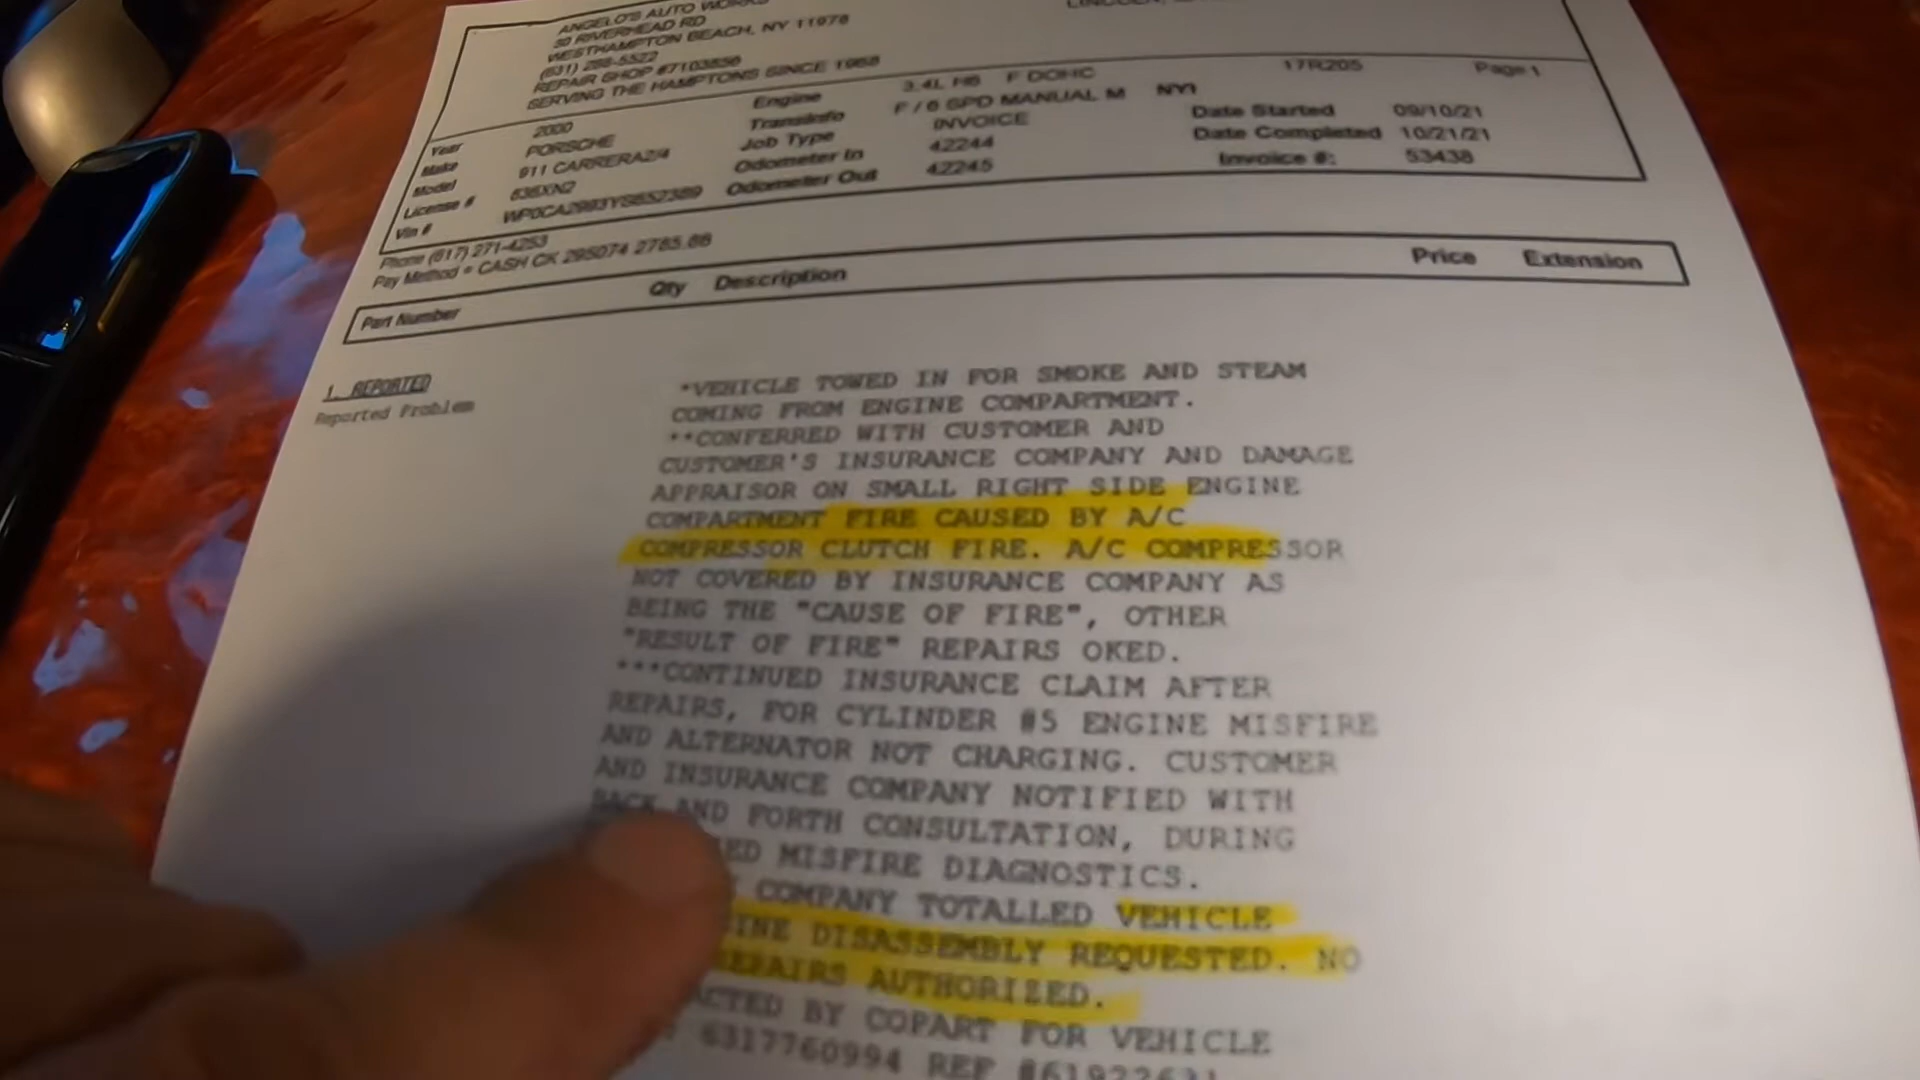 ANGELO'S AUTO WORKS
50 RIVERHEAD RD
WESTHAMPTON BEACH, NY 11978
(631) 288-5522
REPAIR SHOP #7103856
SERVING THE HAMPTONS SINCE 1968
17R205 Page 1
Year 2000 Engine 3.4L H6 F DOHC
Make PORSCHE Transinfo F / 6 SPD MANUAL M NY1
Model 911 CARRERA2/4 Job Type INVOICE Date Started 09/10/21
License # Odometer In 42244 Date Completed 10/21/21
Vin # Odometer Out 42245 Invoice #: 53438
Phone (617) 271-4253
Pay Method = CASH CK 295074 2785.68
Part Number Qty Description Price Extension
1. REPORTED
Reported Problem
*VEHICLE TOWED IN FOR SMOKE AND STEAM
COMING FROM ENGINE COMPARTMENT.
**CONFERRED WITH CUSTOMER AND
CUSTOMER'S INSURANCE COMPANY AND DAMAGE
APPRAISOR ON SMALL RIGHT SIDE ENGINE
COMPARTMENT FIRE CAUSED BY A/C
COMPRESSOR CLUTCH FIRE. A/C COMPRESSOR
NOT COVERED BY INSURANCE COMPANY AS
BEING THE "CAUSE OF FIRE", OTHER
"RESULT OF FIRE" REPAIRS OKED.
***CONTINUED INSURANCE CLAIM AFTER
REPAIRS, FOR CYLINDER #5 ENGINE MISFIRE
AND ALTERNATOR NOT CHARGING. CUSTOMER
AND INSURANCE COMPANY NOTIFIED WITH
BACK AND FORTH CONSULTATION, DURING
MISFIRE DIAGNOSTICS.
COMPANY TOTALLED VEHICLE
DISASSEMBLY REQUESTED. NO
REPAIRS AUTHORIZED.
BY COPART FOR VEHICLE
6317760994 REF